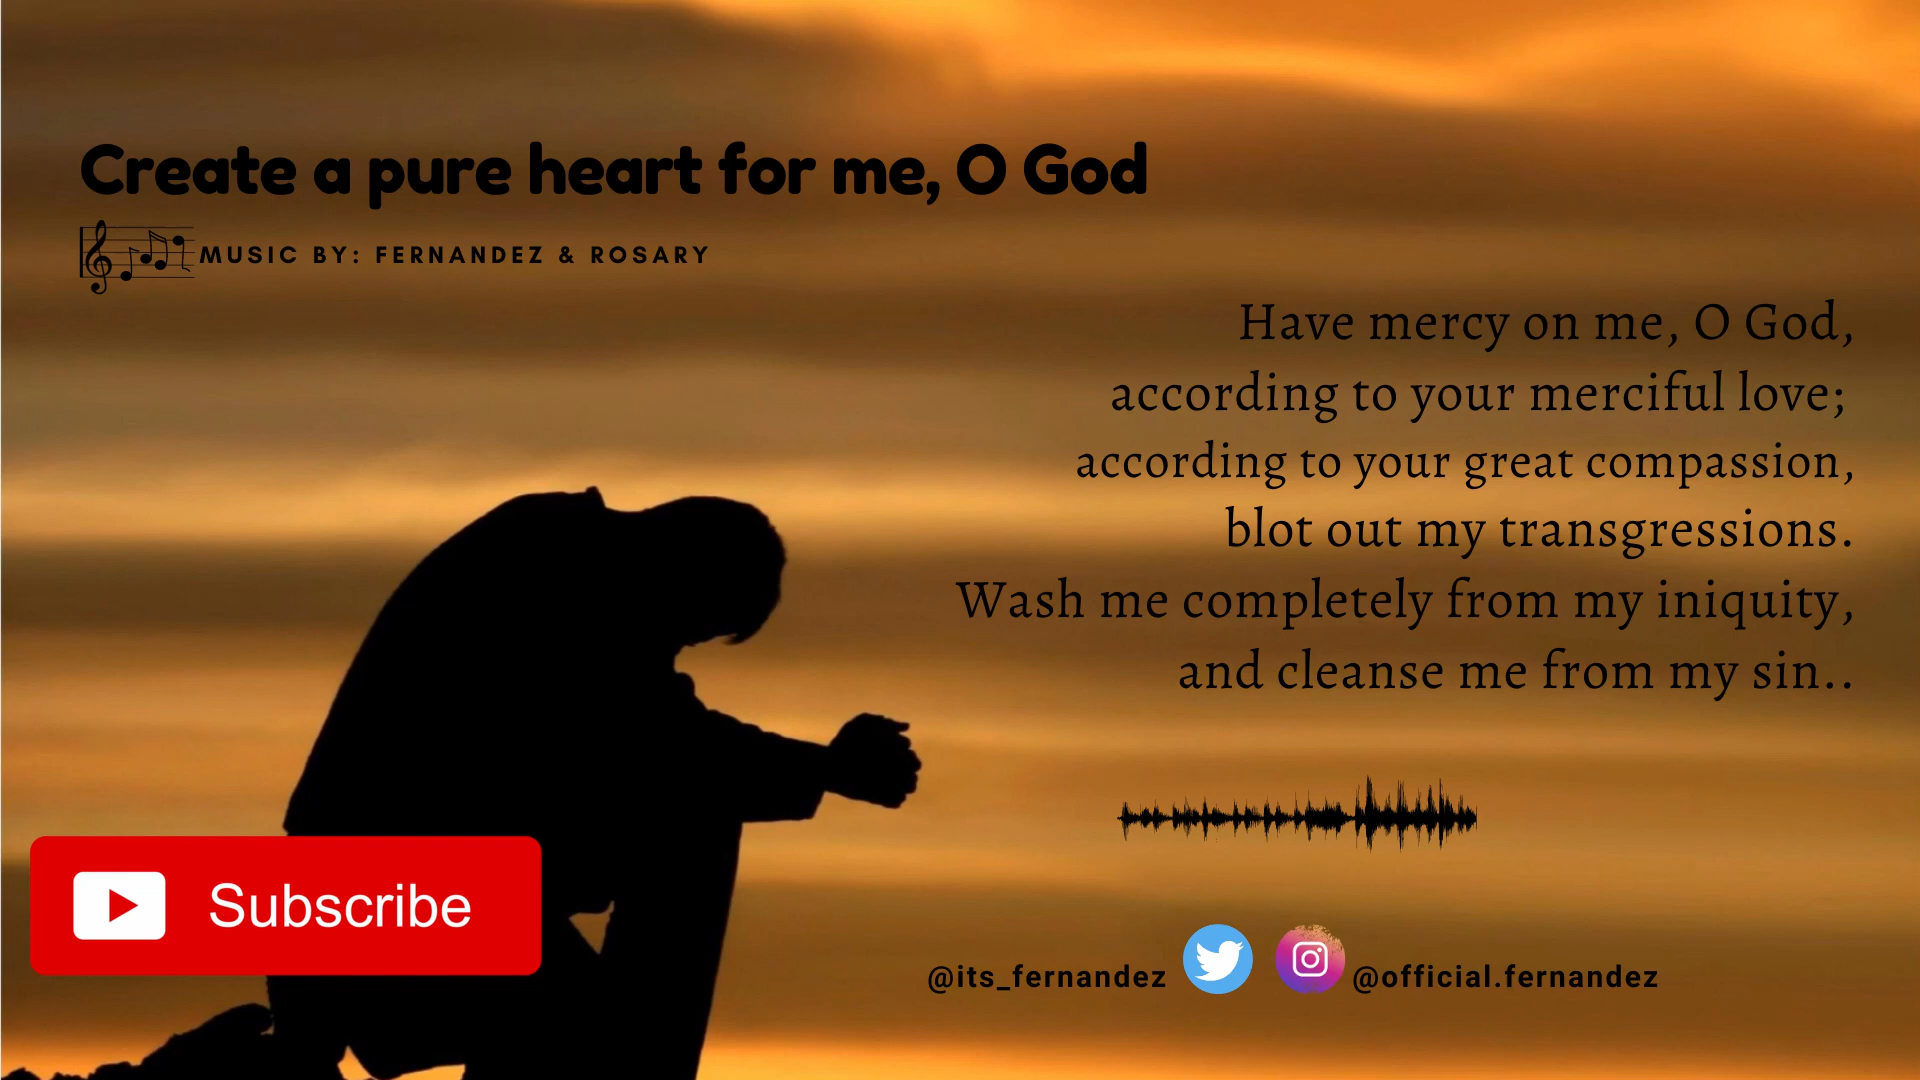 Create a pure heart for me, O God
MUSIC BY: FERNANDEZ & ROSARY
Have mercy on me, O God,
according to your merciful love;
according to your great compassion,
blot out my transgressions.
Wash me completely from my iniquity,
and cleanse me from my sin..
Subscribe
@its_fernandez
@official.fernandez